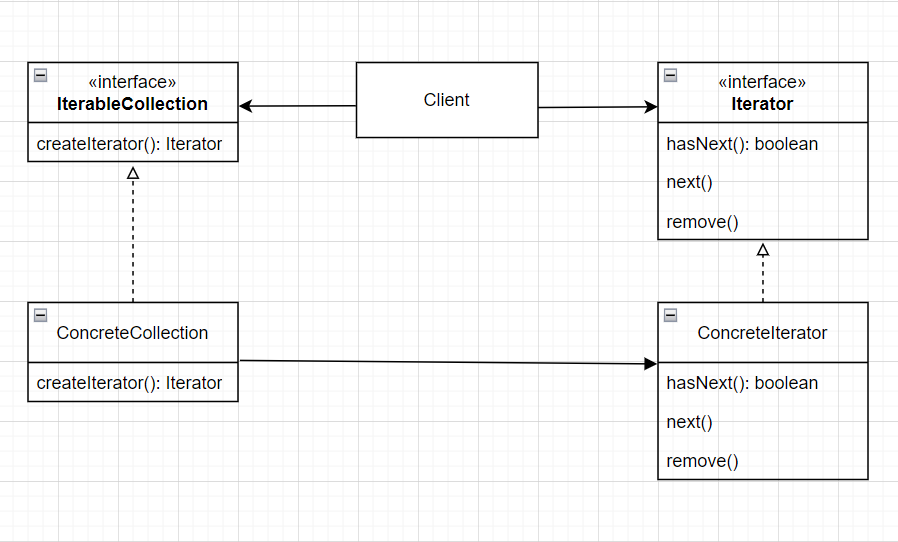 «interface»
IterableCollection
createIterator(): Iterator
Client
«interface»
Iterator
hasNext(): boolean
next()
remove()
ConcreteCollection
createIterator(): Iterator
ConcreteIterator
hasNext(): boolean
next()
remove()